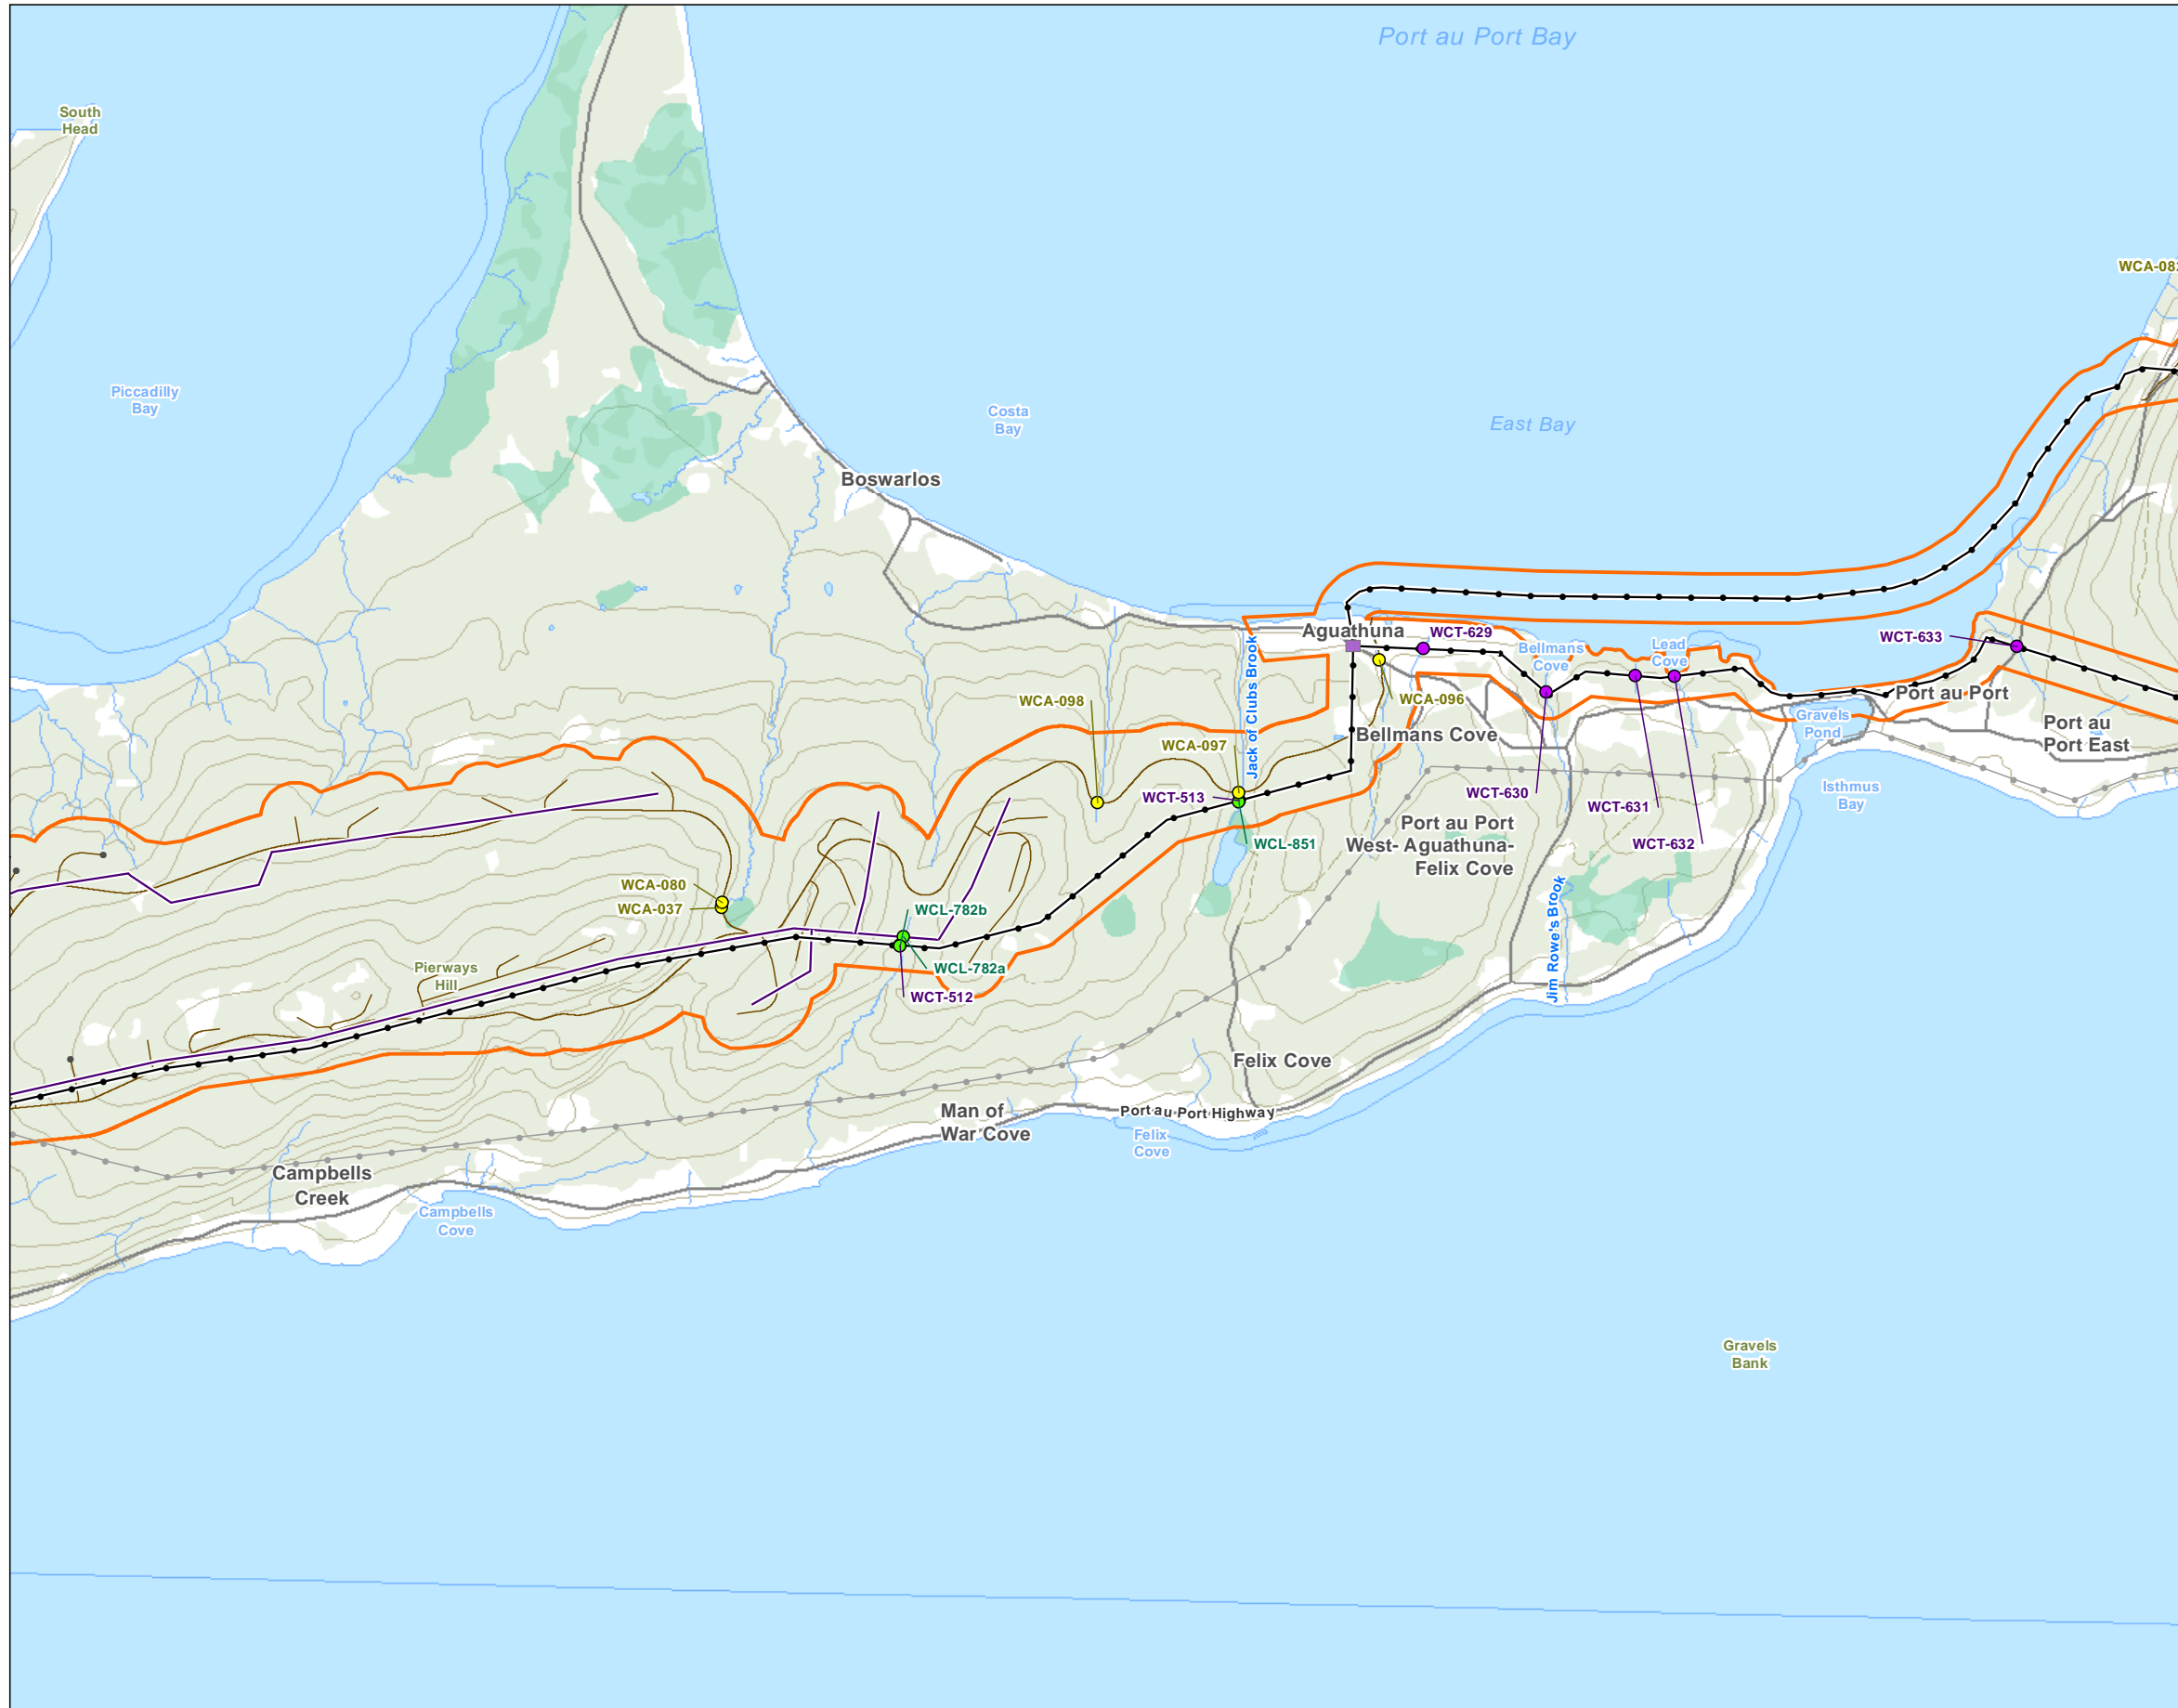 Port au Port Bay
South
Head
WCA-082
Piccadilly
Bay
Costa
Bay
East Bay
Boswarlos
Aguathuna
WCT-629
WCT-633
Bellmans
Cove
Lead
Cove
Jack of Clubs Brook
WCA-098
WCA-096
Port au Port
Gravels
Pond
Port au
Port East
Bellmans Cove
WCA-097
WCT-513
WCT-630
WCT-631
Isthmus
Bay
Port au Port
West- Aguathuna-
Felix Cove
WCL-851
WCT-632
WCA-080
WCA-037
WCL-782b
Jim Rowe's Brook
Pierways
Hill
WCL-782a
WCT-512
Felix Cove
Man of
War Cove
Port au Port Highway
Felix
Cove
Campbells
Creek
Campbells
Cove
Gravels
Bank